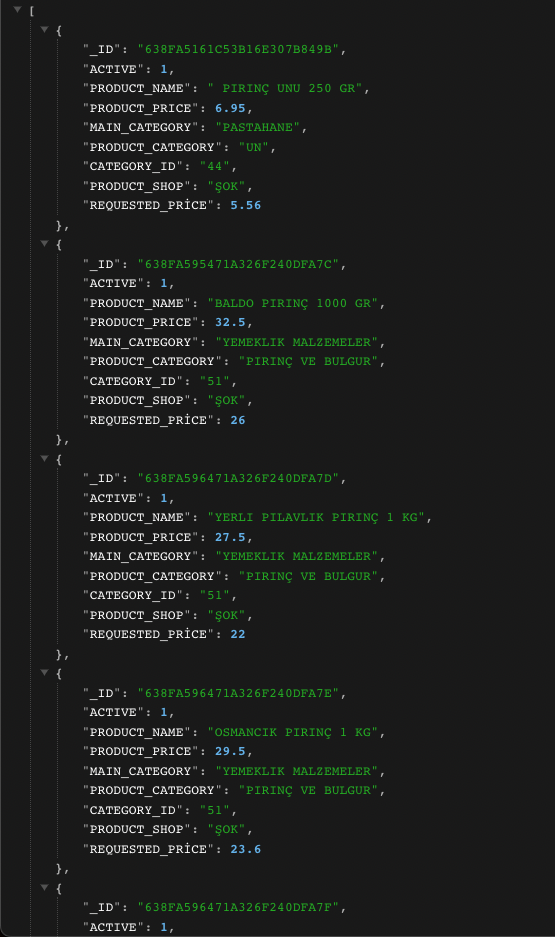 [
{
"_ID": "638FA5161C53B16E307B849B",
"ACTIVE": 1,
"PRODUCT_NAME": " PIRINÇ UNU 250 GR",
"PRODUCT_PRICE": 6.95,
"MAIN_CATEGORY": "PASTAHANE",
"PRODUCT_CATEGORY": "UN",
"CATEGORY_ID": "44",
"PRODUCT_SHOP": "ŞOK",
"REQUESTED_PRİCE": 5.56
},
{
"_ID": "638FA595471A326F240DFA7C",
"ACTIVE": 1,
"PRODUCT_NAME": "BALDO PIRINÇ 1000 GR",
"PRODUCT_PRICE": 32.5,
"MAIN_CATEGORY": "YEMEKLIK MALZEMELER",
"PRODUCT_CATEGORY": "PIRINÇ VE BULGUR",
"CATEGORY_ID": "51",
"PRODUCT_SHOP": "ŞOK",
"REQUESTED_PRİCE": 26
},
{
"_ID": "638FA596471A326F240DFA7D",
"ACTIVE": 1,
"PRODUCT_NAME": "YERLI PILAVLIK PIRINÇ 1 KG",
"PRODUCT_PRICE": 27.5,
"MAIN_CATEGORY": "YEMEKLIK MALZEMELER",
"PRODUCT_CATEGORY": "PIRINÇ VE BULGUR",
"CATEGORY_ID": "51",
"PRODUCT_SHOP": "ŞOK",
"REQUESTED_PRİCE": 22
},
{
"_ID": "638FA596471A326F240DFA7E",
"ACTIVE": 1,
"PRODUCT_NAME": "OSMANCIK PIRINÇ 1 KG",
"PRODUCT_PRICE": 29.5,
"MAIN_CATEGORY": "YEMEKLIK MALZEMELER",
"PRODUCT_CATEGORY": "PIRINÇ VE BULGUR",
"CATEGORY_ID": "51",
"PRODUCT_SHOP": "ŞOK",
"REQUESTED_PRİCE": 23.6
},
{
"_ID": "638FA596471A326F240DFA7F",
"ACTIVE": 1,